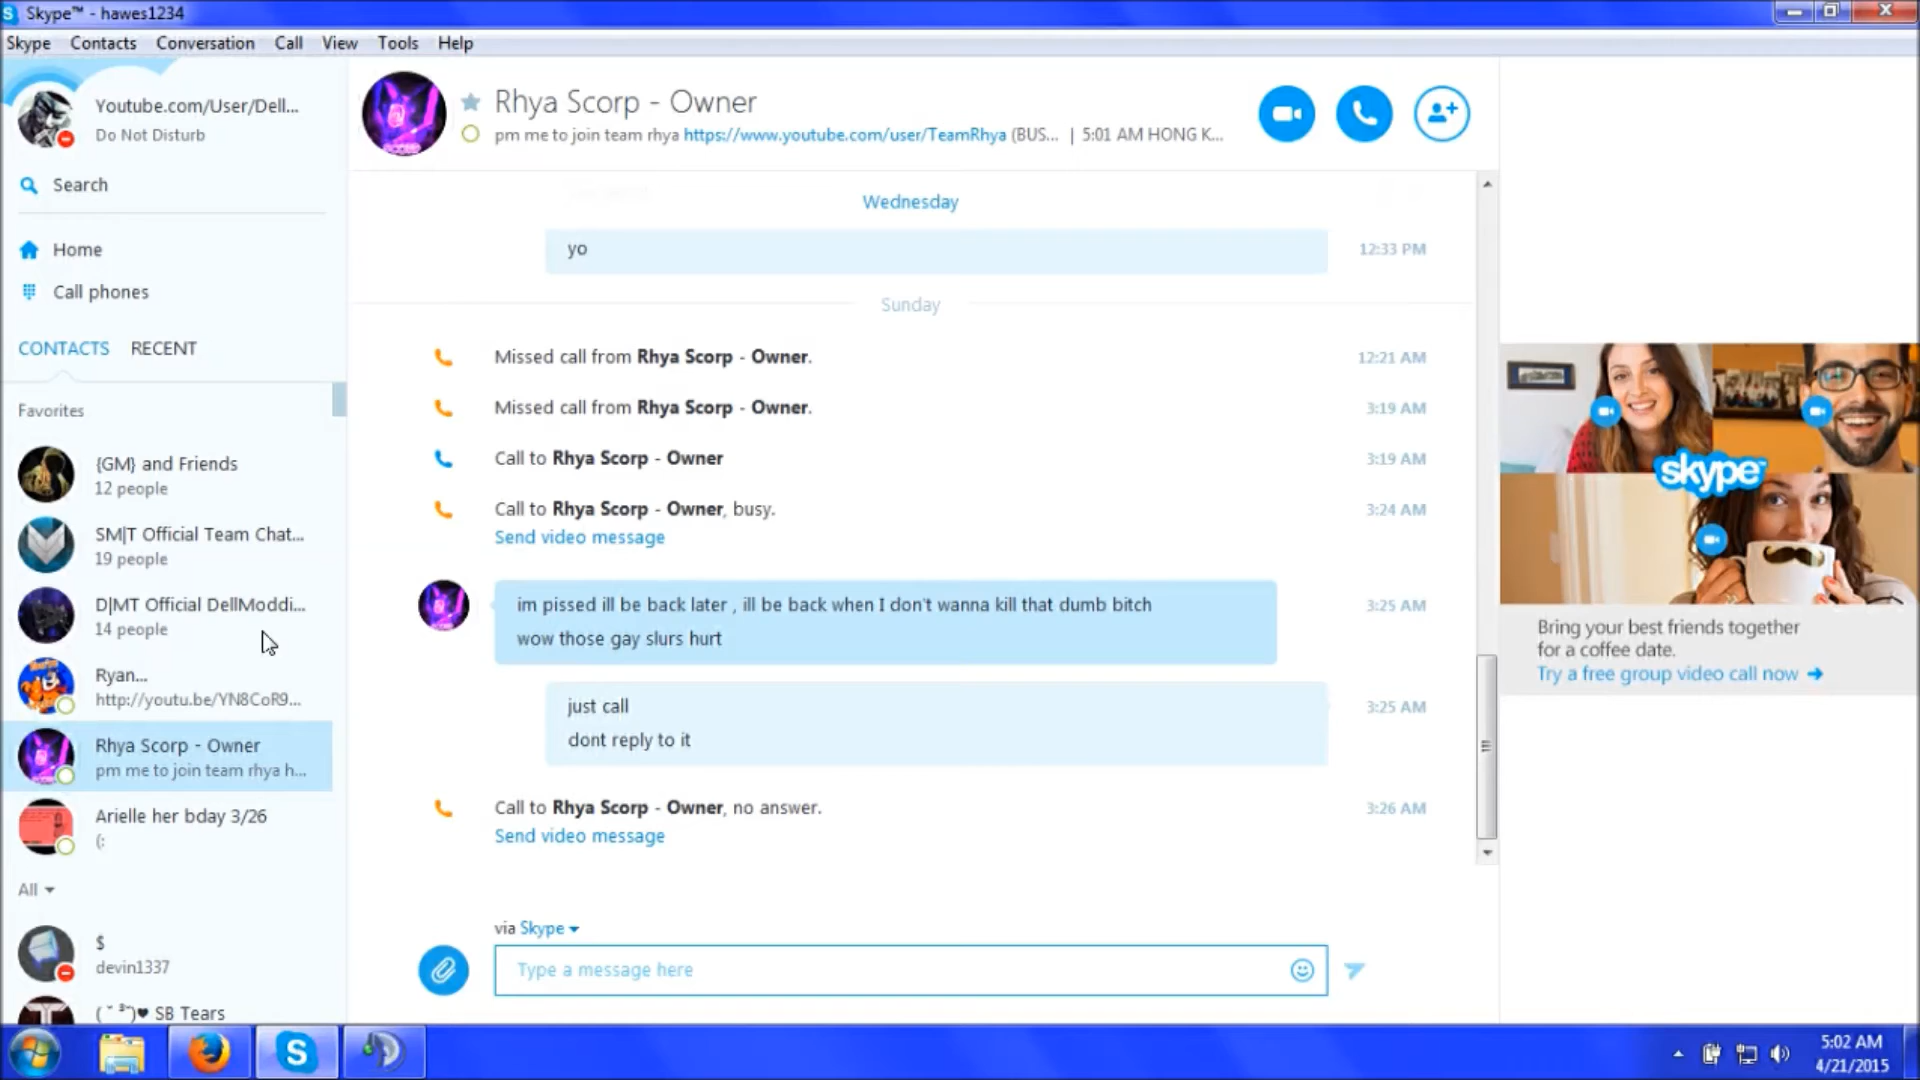 Skype™ - hawes1234
Skype Contacts Conversation Call View Tools Help
Youtube.com/User/Dell...
Do Not Disturb
Search
Home
Call phones
CONTACTS RECENT
Favorites
{GM} and Friends
12 people
SM|T Official Team Chat...
19 people
D|MT Official DellModdi...
14 people
Ryan...
http://youtu.be/YN8CoR9...
Rhya Scorp - Owner
pm me to join team rhya h...
Arielle her bday 3/26
(:
All
$
devin1337
( ˘ ³˘)♥ SB Tears
Rhya Scorp - Owner
pm me to join team rhya https://www.youtube.com/user/TeamRhya (BUS... | 5:01 AM HONG K...
Wednesday
yo 12:33 PM
Sunday
Missed call from Rhya Scorp - Owner. 12:21 AM
Missed call from Rhya Scorp - Owner. 3:19 AM
Call to Rhya Scorp - Owner 3:19 AM
Call to Rhya Scorp - Owner, busy. 3:24 AM
Send video message
im pissed ill be back later , ill be back when I don't wanna kill that dumb bitch 3:25 AM
wow those gay slurs hurt
just call 3:25 AM
dont reply to it
Call to Rhya Scorp - Owner, no answer. 3:26 AM
Send video message
via Skype
Type a message here
skype™
Bring your best friends together
for a coffee date.
Try a free group video call now
5:02 AM
4/21/2015